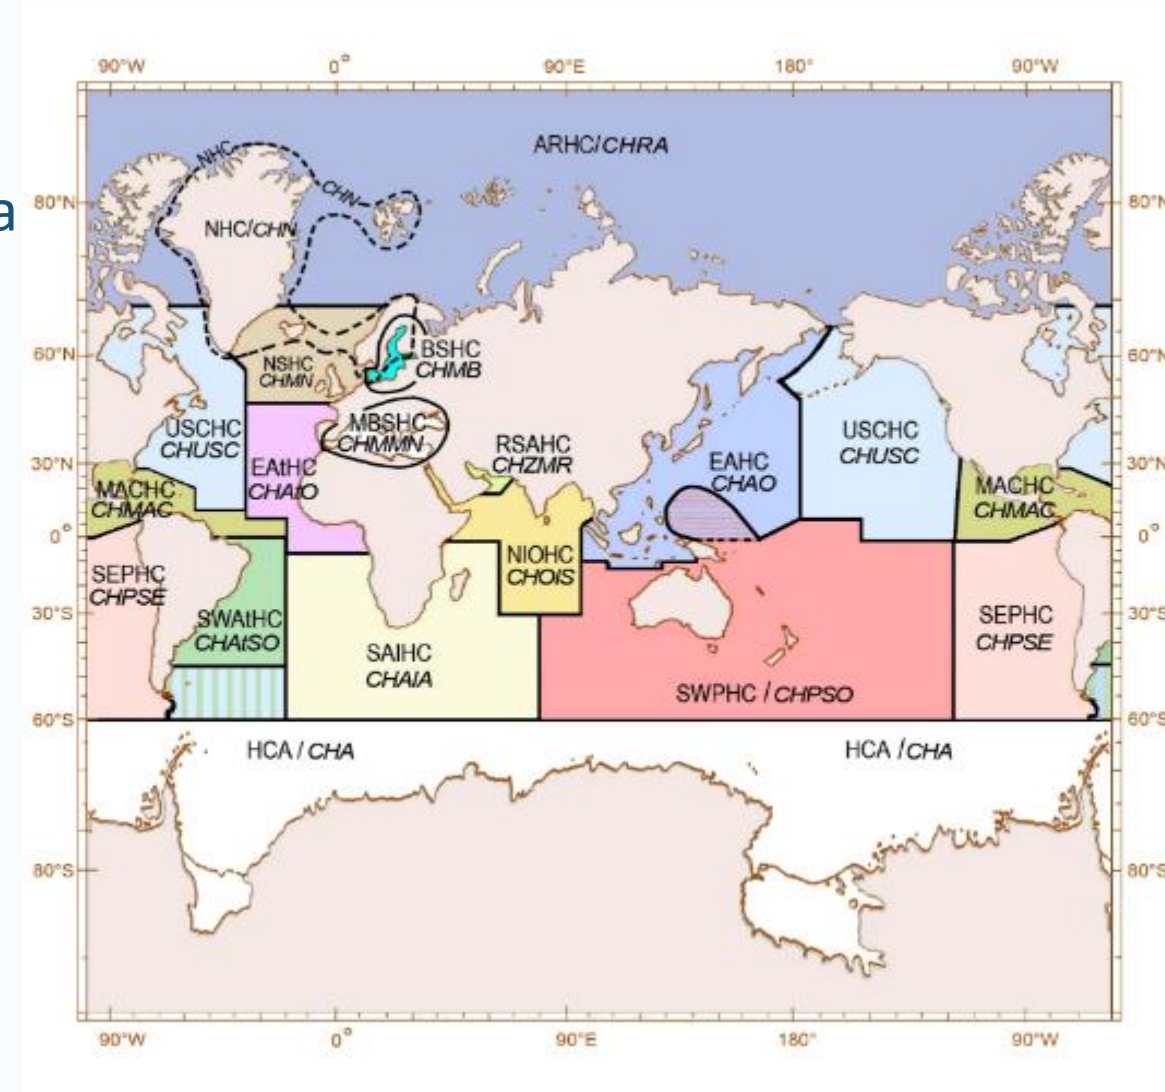 90°W 0° 90°E 180° 90°W
a
ARHC/CHRA
NHC
CHN
80°N
80°N
NHC/CHN
60°N
60°N
NSHC
CHMN
BSHC
CHMB
MBSHC
CHMMN
USCHC
CHUSC
EAtHC
CHAtO
RSAHC
CHZMR
EAHC
CHAO
USCHC
CHUSC
30°N
30°N
MACHC
CHMAC
MACHC
CHMAC
0°
0°
NIOHC
CHOIS
SEPHC
CHPSE
SWAtHC
CHAtSO
30°S
30°S
SEPHC
CHPSE
SAIHC
CHAIA
SWPHC / CHPSO
60°S
60°S
HCA / CHA
HCA / CHA
80°S
80°S
90°W 0° 90°E 180° 90°W